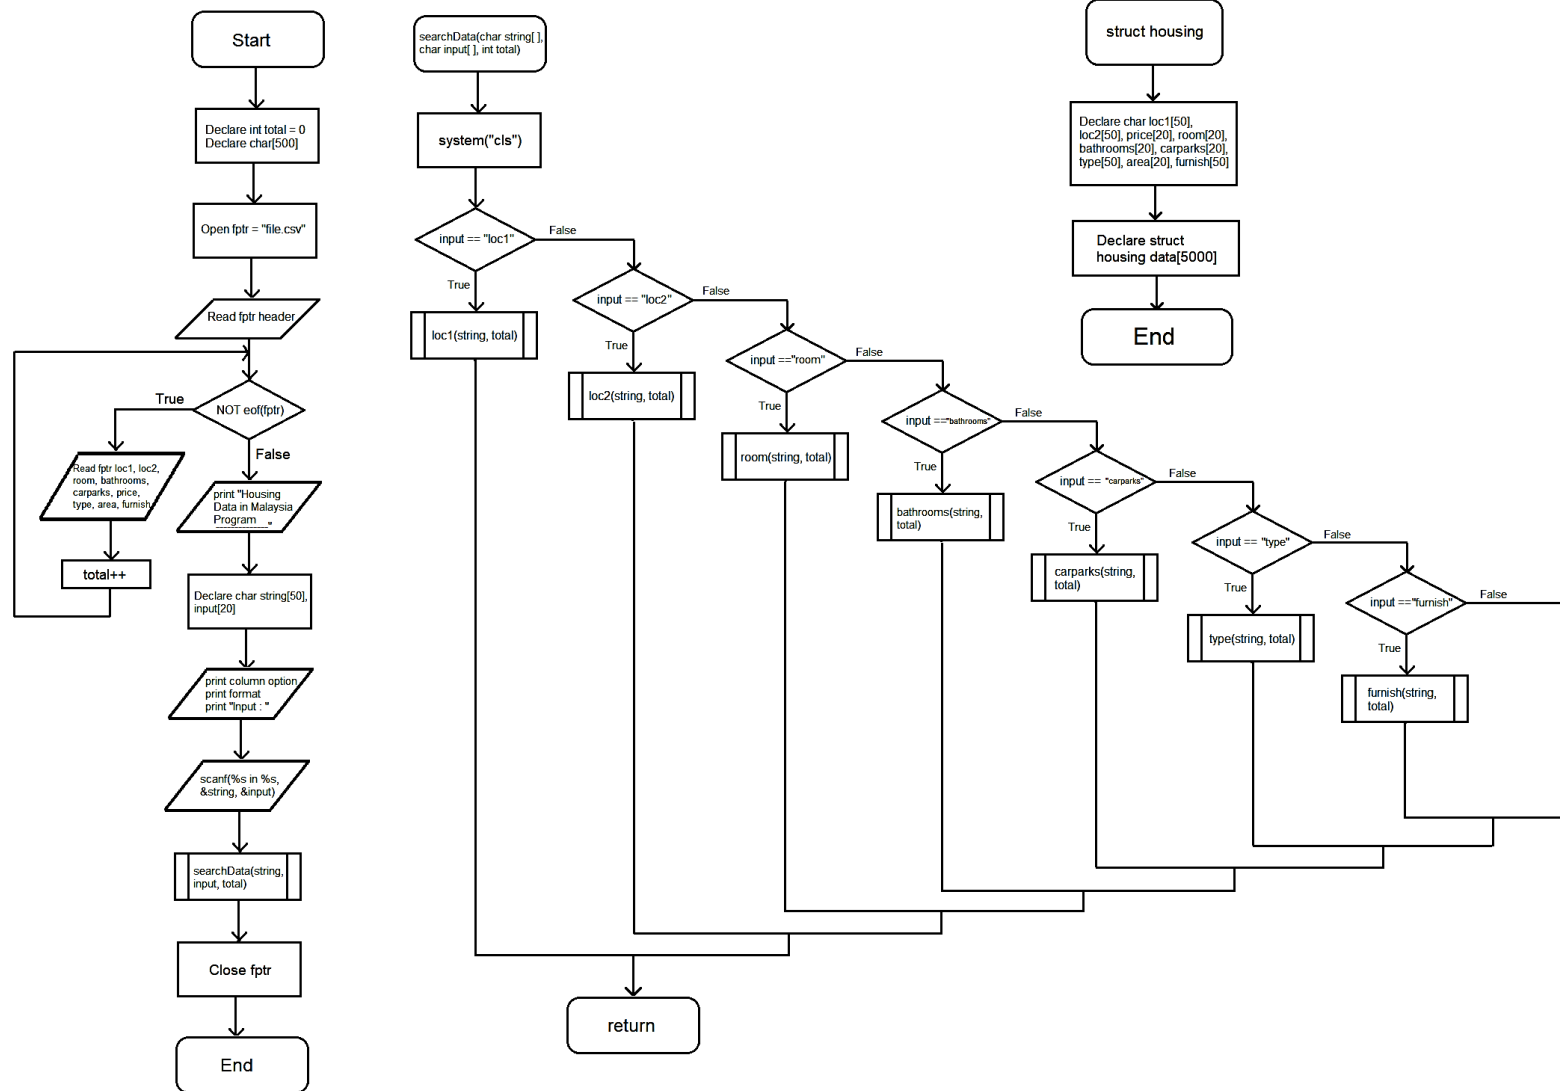 Start
Declare int total = 0
Declare char[500]
Open fptr = "file.csv"
Read fptr header
NOT eof(fptr)
True
False
Read fptr loc1, loc2,
room, bathrooms,
carparks, price,
type, area, furnish
total++
print "Housing
Data in Malaysia
Program
______________"
Declare char string[50],
input[20]
print column option
print format
print "Input : "
scanf(%s in %s,
&string, &input)
searchData(string,
input, total)
Close fptr
End
searchData(char string[ ],
char input[ ], int total)
system("cls")
input == "loc1"
False
True
loc1(string, total)
input == "loc2"
False
True
loc2(string, total)
input =="room"
False
True
room(string, total)
input =="bathrooms"
False
True
bathrooms(string,
total)
input == "carparks"
False
True
carparks(string,
total)
input == "type"
False
True
type(string, total)
input =="furnish"
False
True
furnish(string,
total)
return
struct housing
Declare char loc1[50],
loc2[50], price[20], room[20],
bathrooms[20], carparks[20],
type[50], area[20], furnish[50]
Declare struct
housing data[5000]
End